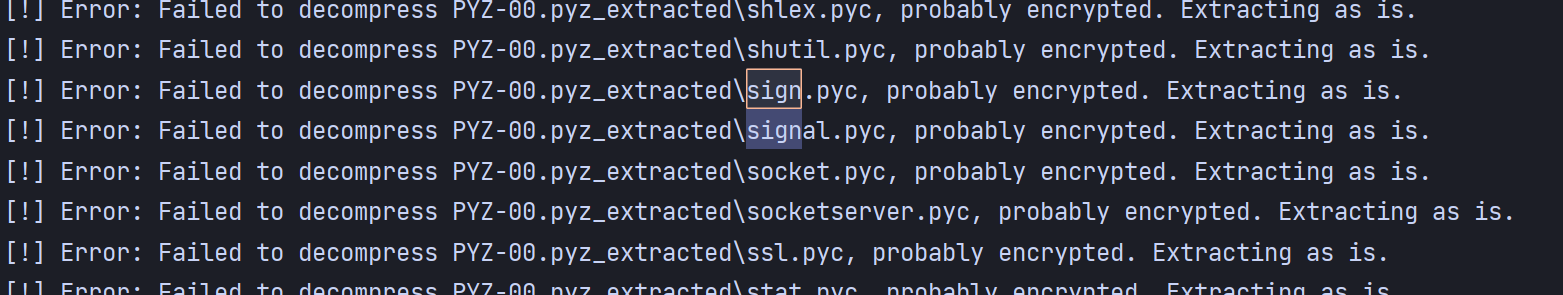 [!] Error: Failed to decompress PYZ-00.pyz_extracted\shlex.pyc, probably encrypted. Extracting as is.
[!] Error: Failed to decompress PYZ-00.pyz_extracted\shutil.pyc, probably encrypted. Extracting as is.
[!] Error: Failed to decompress PYZ-00.pyz_extracted\sign.pyc, probably encrypted. Extracting as is.
[!] Error: Failed to decompress PYZ-00.pyz_extracted\signal.pyc, probably encrypted. Extracting as is.
[!] Error: Failed to decompress PYZ-00.pyz_extracted\socket.pyc, probably encrypted. Extracting as is.
[!] Error: Failed to decompress PYZ-00.pyz_extracted\socketserver.pyc, probably encrypted. Extracting as is.
[!] Error: Failed to decompress PYZ-00.pyz_extracted\ssl.pyc, probably encrypted. Extracting as is.
[!] Error: Failed to decompress PYZ-00.pyz_extracted\stat.pyc, probably encrypted. Extracting as is.